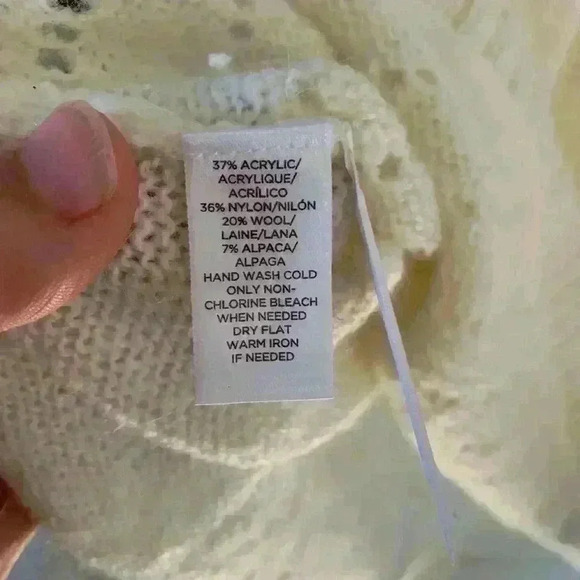 37% ACRYLIC/
ACRYLIQUE/
ACRÍLICO
36% NYLON/NILÓN
20% WOOL/
LAINE/LANA
7% ALPACA/
ALPAGA
HAND WASH COLD
ONLY NON-
CHLORINE BLEACH
WHEN NEEDED
DRY FLAT
WARM IRON
IF NEEDED